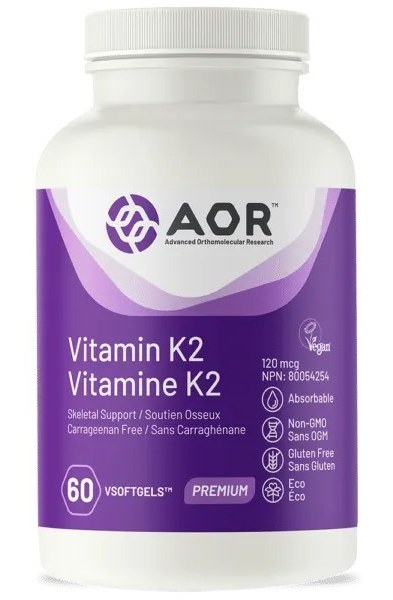 AOR™
Advanced Orthomolecular Research
Vitamin K2
Vitamine K2
Skeletal Support / Soutien Osseux
Carrageenan Free / Sans Carraghénane
60 VSOFTGELS™
PREMIUM
Vegan
120 mcg
NPN: 80054254
Absorbable
Non-GMO
Sans OGM
Gluten Free
Sans Gluten
Eco
Éco